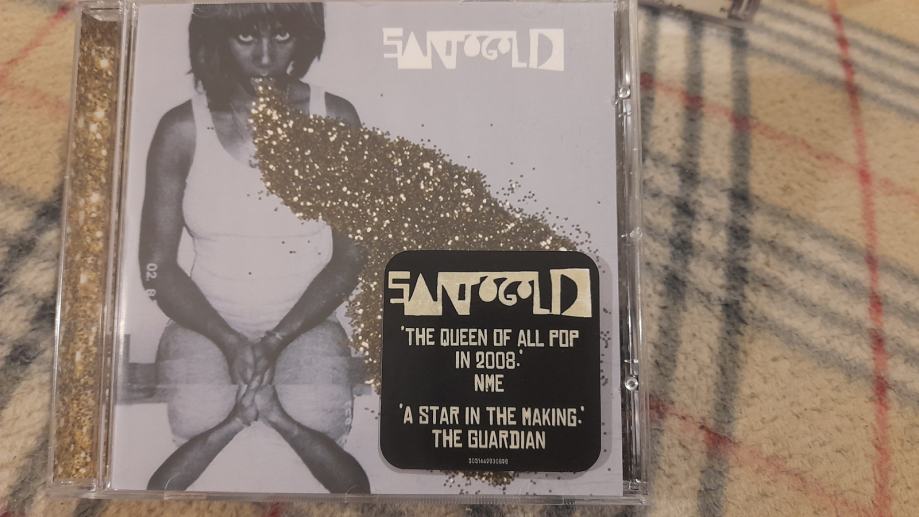 SANTOGOLD
SANTOGOLD
'THE QUEEN OF ALL POP
IN 2008.'
NME
'A STAR IN THE MAKING.'
THE GUARDIAN